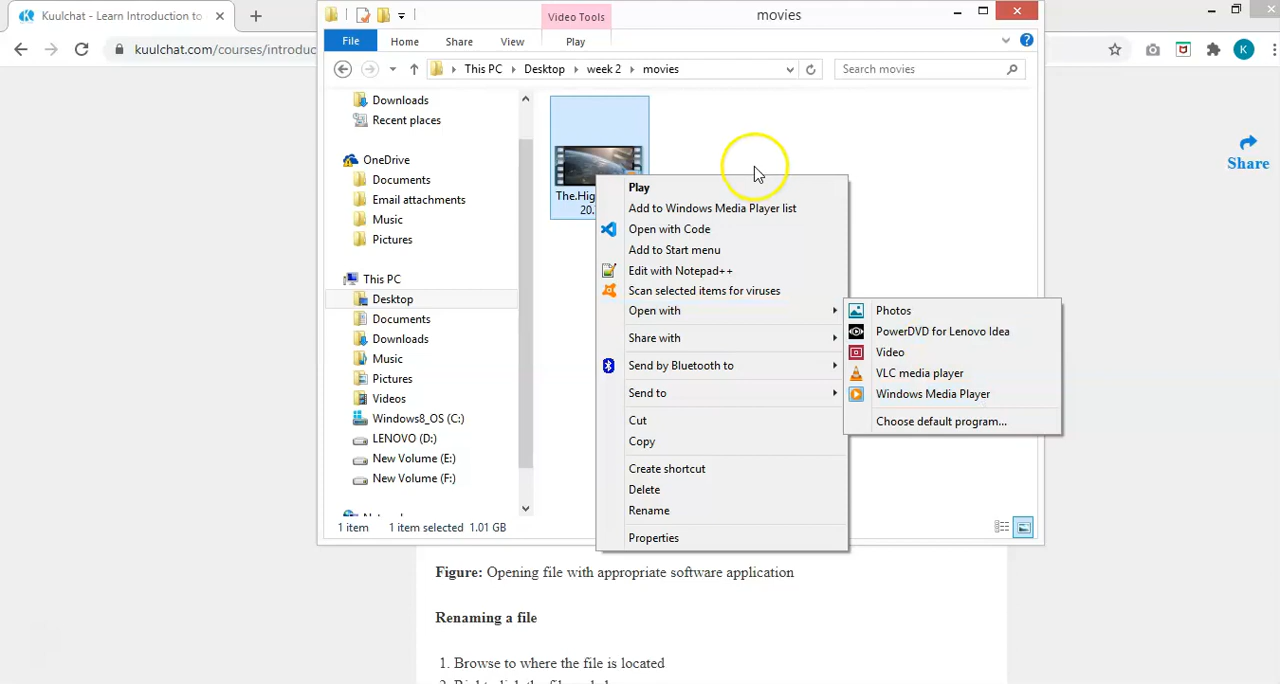 Kuulchat - Learn Introduction to
Video Tools
movies
File
Home
Share
View
Play
kuulchat.com/courses/introduc
This PC
Desktop
week 2
movies
Search movies
K
Downloads
Recent places
OneDrive
Documents
Email attachments
Music
Pictures
This PC
Desktop
Documents
Downloads
Music
Pictures
Videos
Windows8_OS (C:)
LENOVO (D:)
New Volume (E:)
New Volume (F:)
1 item
1 item selected 1.01 GB
The.Hig
20.
Play
Add to Windows Media Player list
Open with Code
Add to Start menu
Edit with Notepad++
Scan selected items for viruses
Open with
Share with
Send by Bluetooth to
Send to
Cut
Copy
Create shortcut
Delete
Rename
Properties
Photos
PowerDVD for Lenovo Idea
Video
VLC media player
Windows Media Player
Choose default program...
Share
Figure: Opening file with appropriate software application
Renaming a file
1. Browse to where the file is located